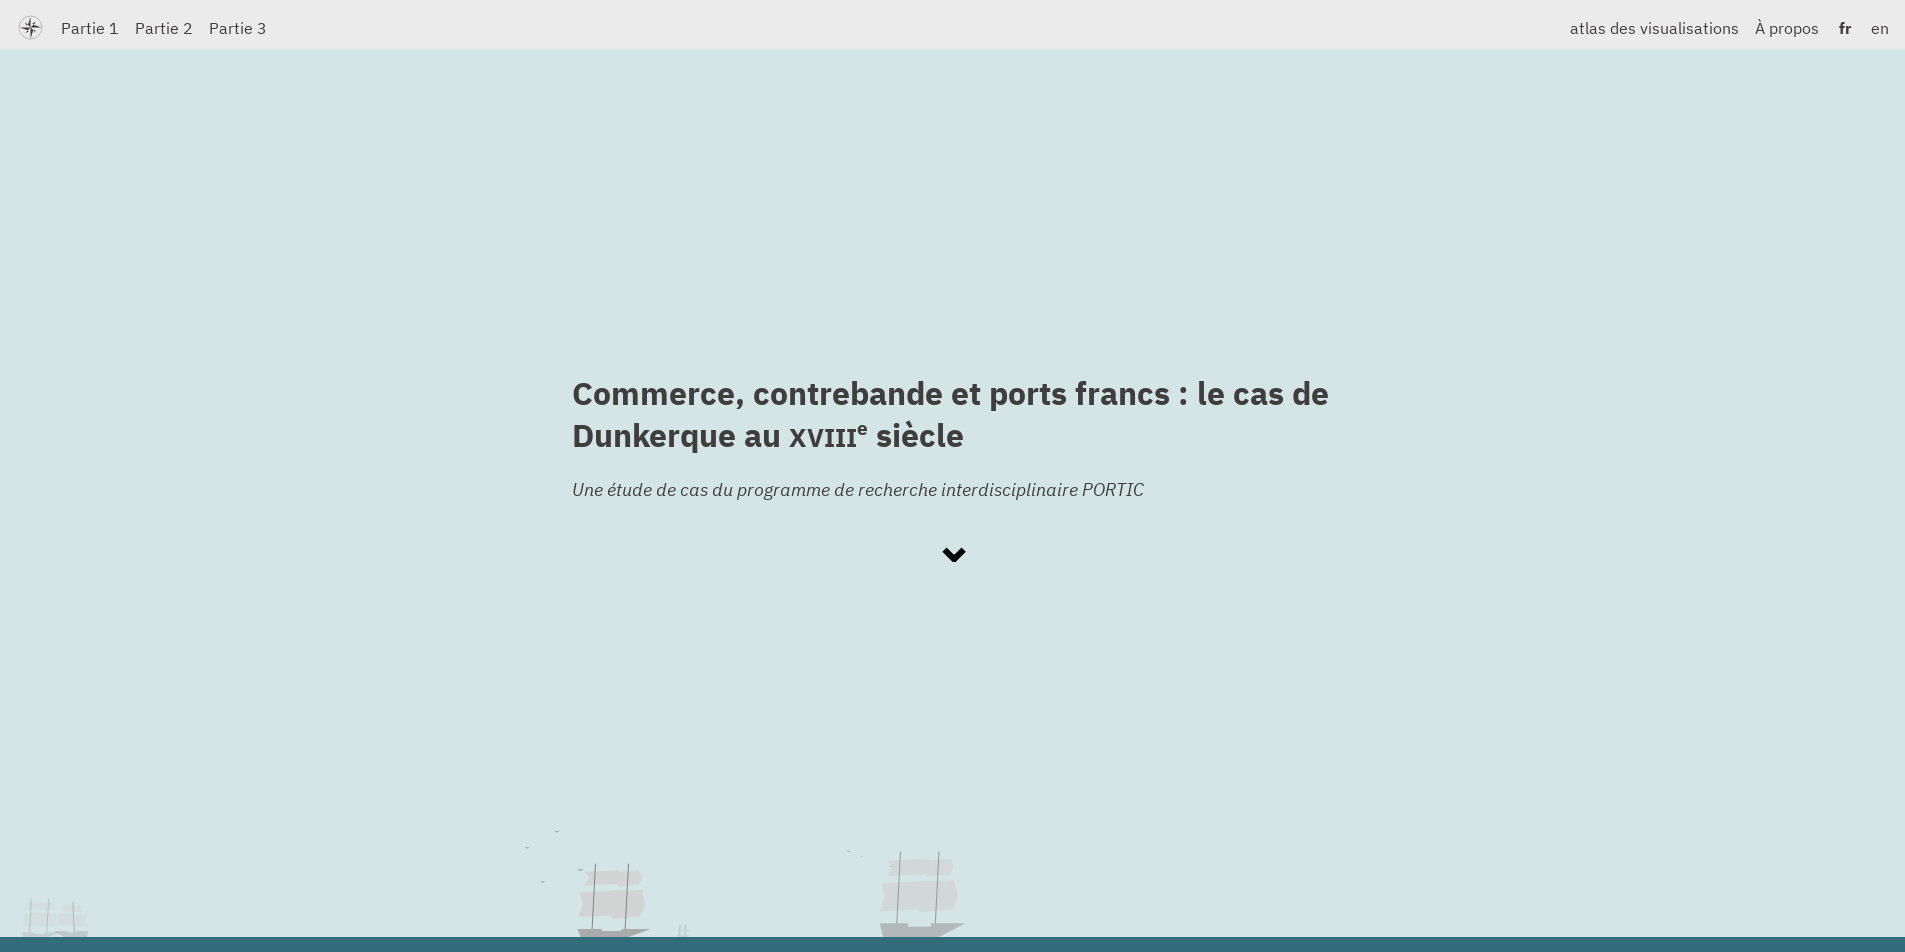 Partie 1 Partie 2 Partie 3 atlas des visualisations À propos fr en
Commerce, contrebande et ports francs : le cas de
Dunkerque au XVIIIe siècle
Une étude de cas du programme de recherche interdisciplinaire PORTIC